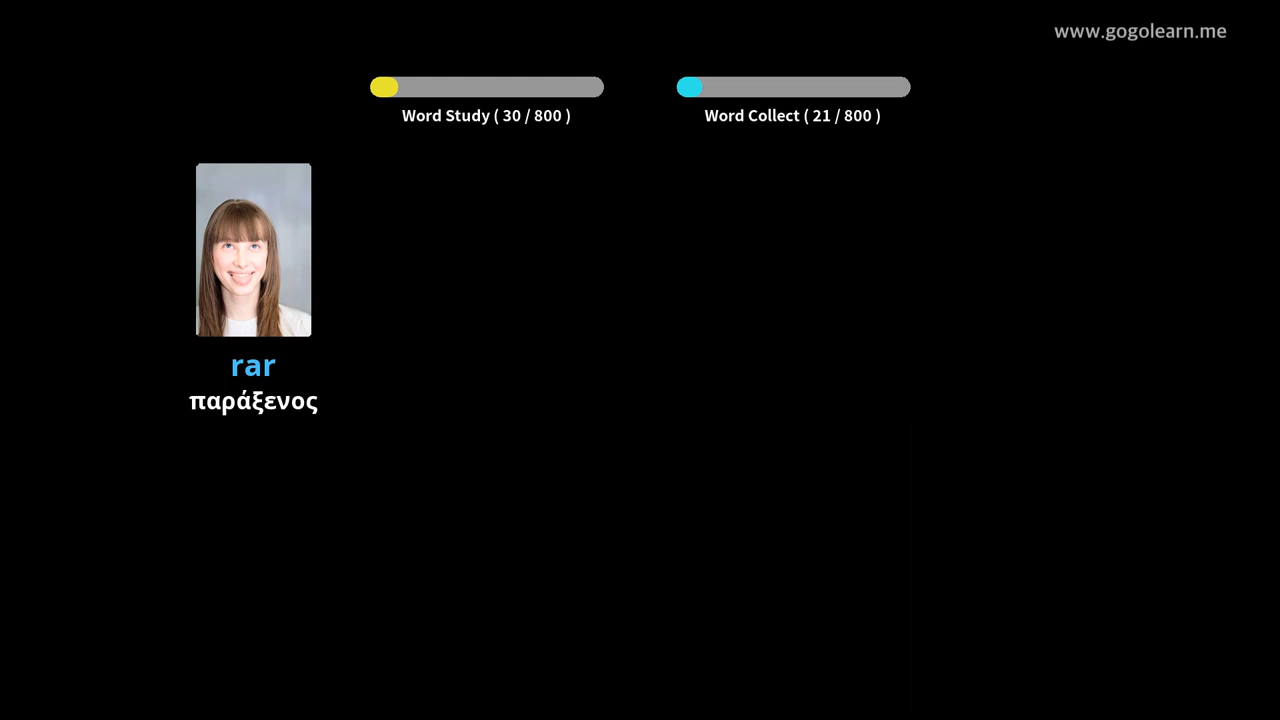 www.gogolearn.me
Word Study ( 30 / 800 )
Word Collect ( 21 / 800 )
rar
παράξενος